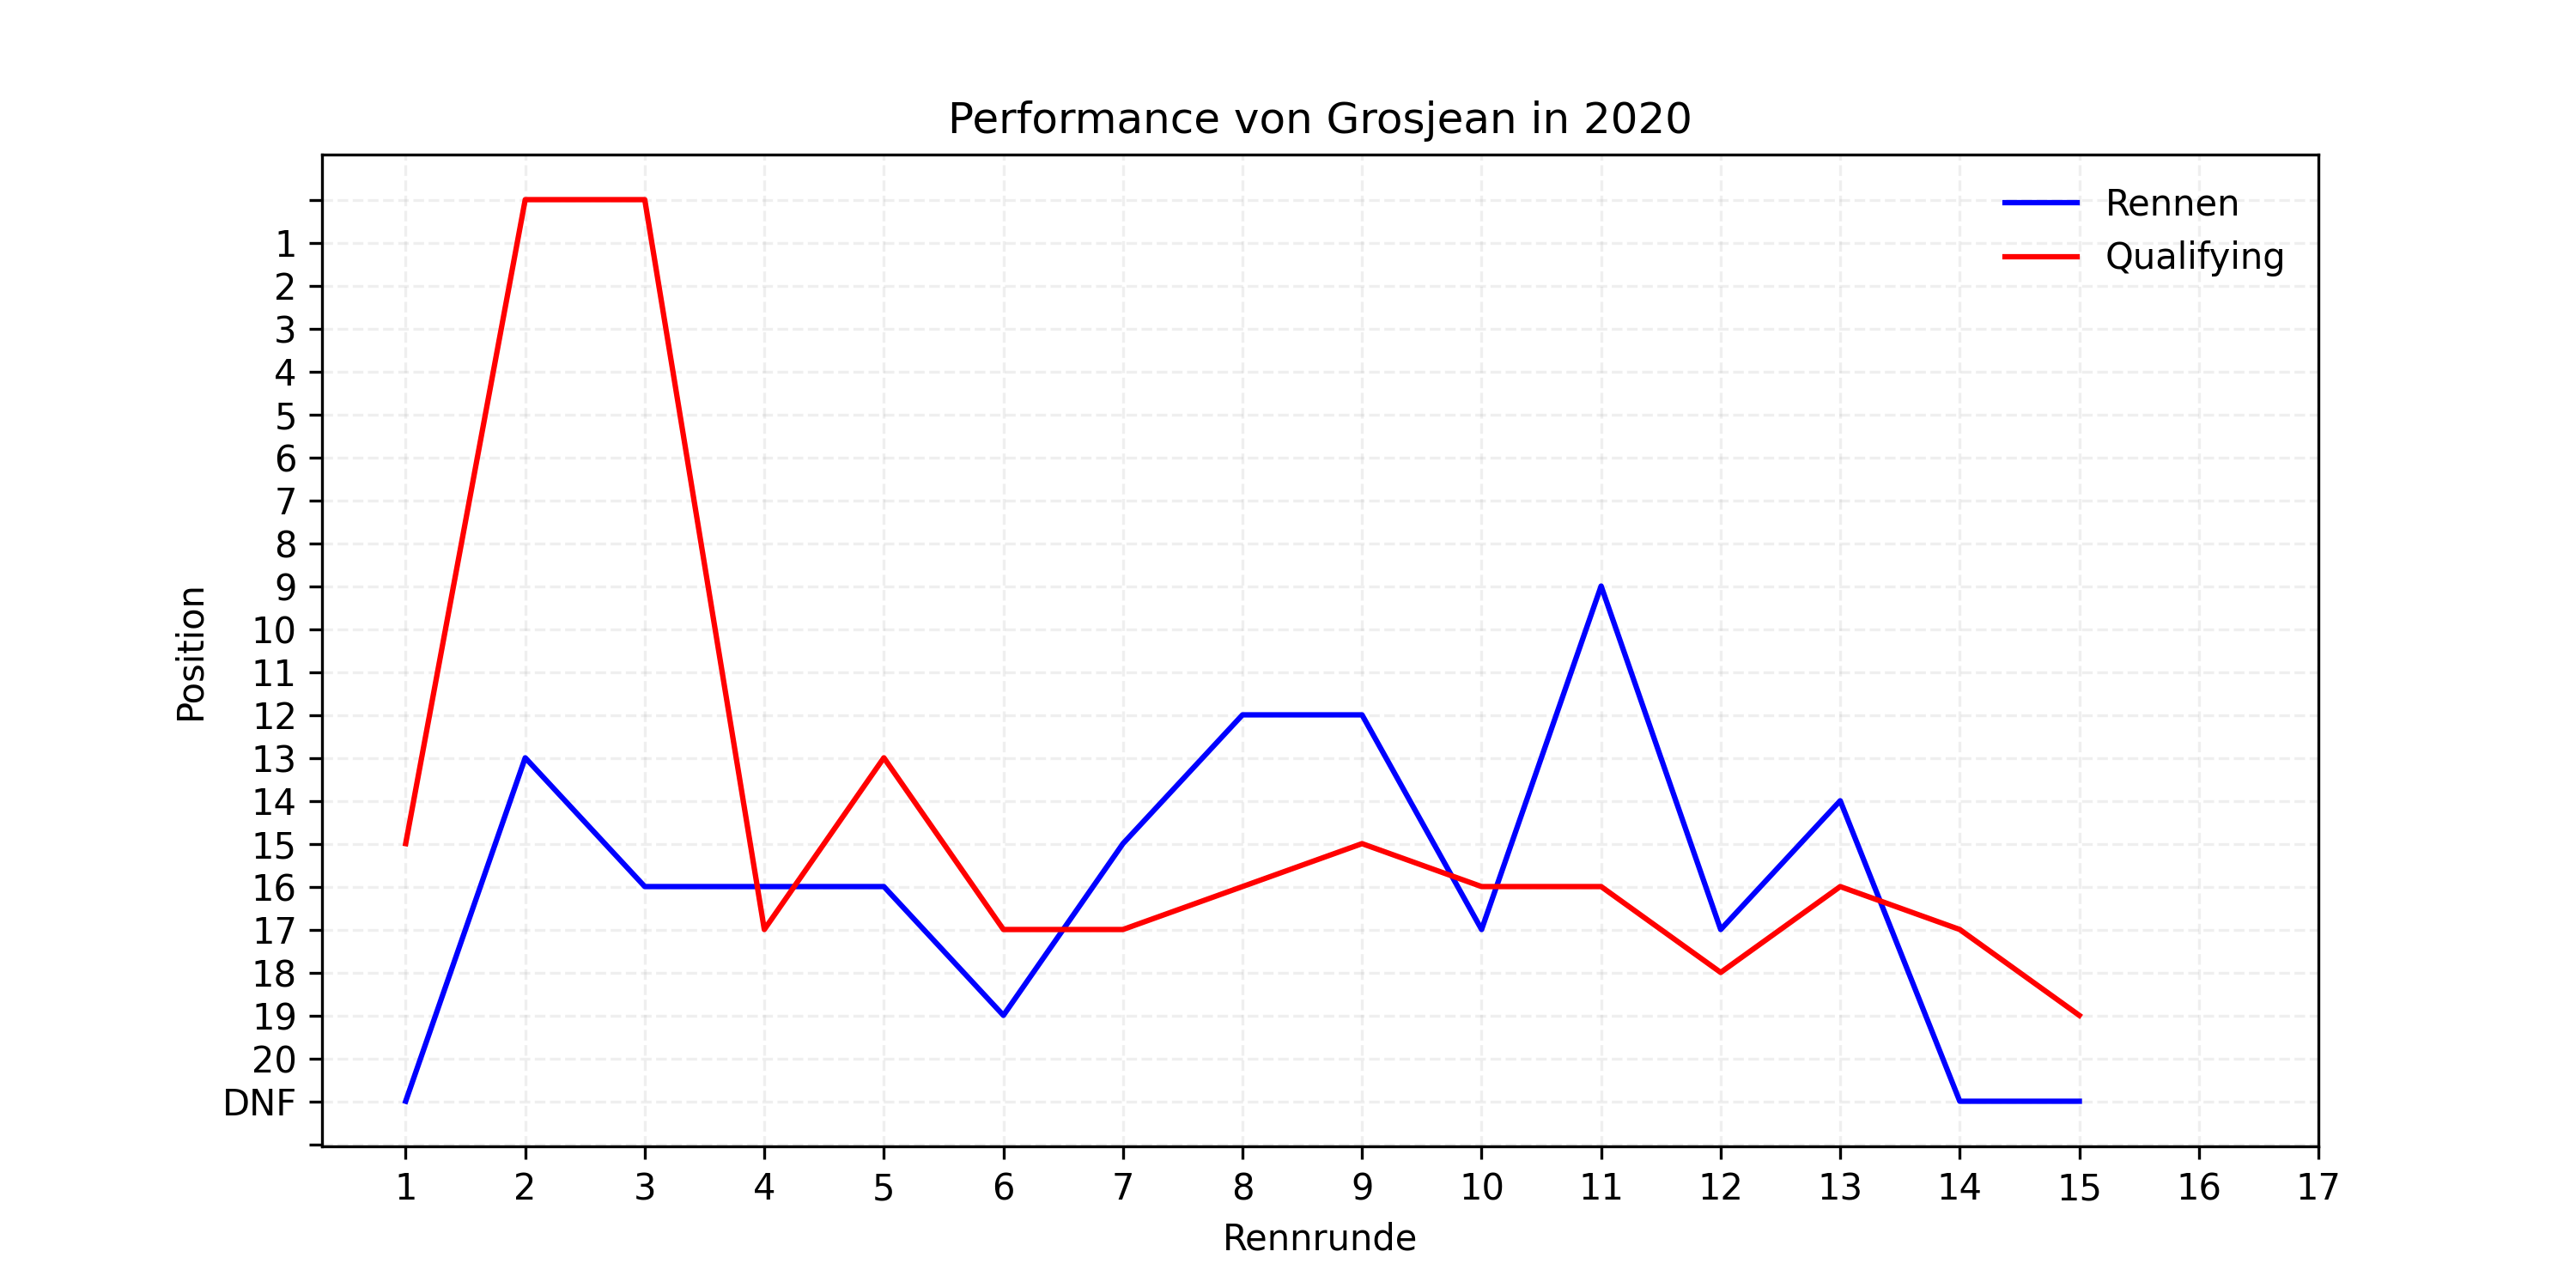 Performance von Grosjean in 2020
Rennen
Qualifying
Position
1
2
3
4
5
6
7
8
9
10
11
12
13
14
15
16
17
18
19
20
DNF
1 2 3 4 5 6 7 8 9 10 11 12 13 14 15 16 17
Rennrunde